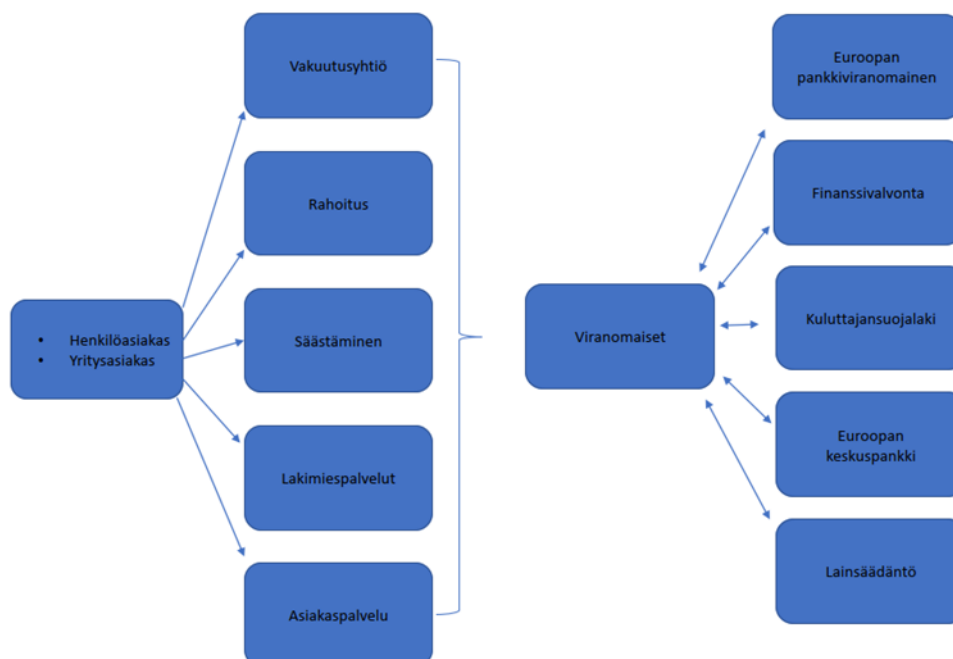 Vakuutusyhtiö
Rahoitus
• Henkilöasiakas
• Yritysasiakas
Säästäminen
Lakimiespalvelut
Asiakaspalvelu
Viranomaiset
Euroopan
pankkiviranomainen
Finanssivalvonta
Kuluttajansuojalaki
Euroopan
keskuspankki
Lainsäädäntö